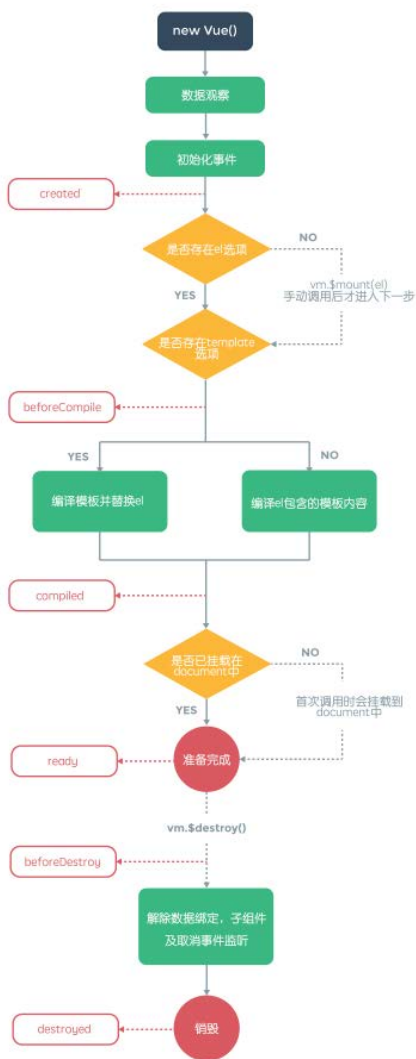 new Vue()
数据观察
初始化事件
created
是否存在el选项
NO
vm.$mount(el)
手动调用后才进入下一步
YES
是否存在template
选项
beforeCompile
YES
NO
编译模板并替换el
编译el包含的模板内容
compiled
是否已挂载在
document中
NO
首次调用时会挂载到
document中
YES
准备完成
ready
vm.$destroy()
beforeDestroy
解除数据绑定，子组件
及取消事件监听
销毁
destroyed